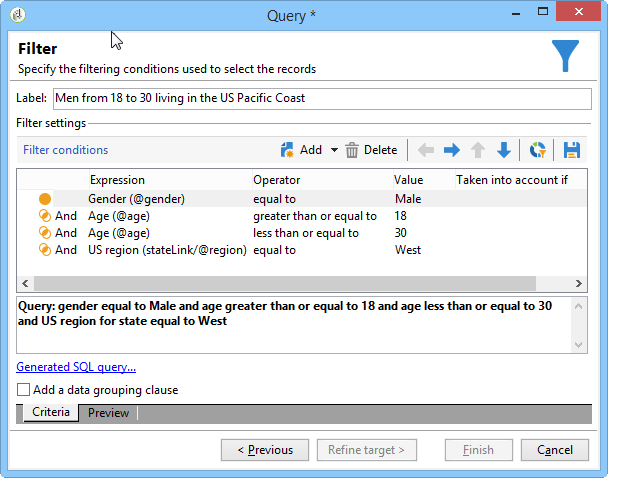 Query *
Filter
Specify the filtering conditions used to select the records
Label: Men from 18 to 30 living in the US Pacific Coast
Filter settings
Filter conditions Add Delete
Expression Operator Value Taken into account if
Gender (@gender) equal to Male
And Age (@age) greater than or equal to 18
And Age (@age) less than or equal to 30
And US region (stateLink/@region) equal to West
Query: gender equal to Male and age greater than or equal to 18 and age less than or equal to 30
and US region for state equal to West
Generated SQL query...
Add a data grouping clause
Criteria Preview
< Previous Refine target > Finish Cancel